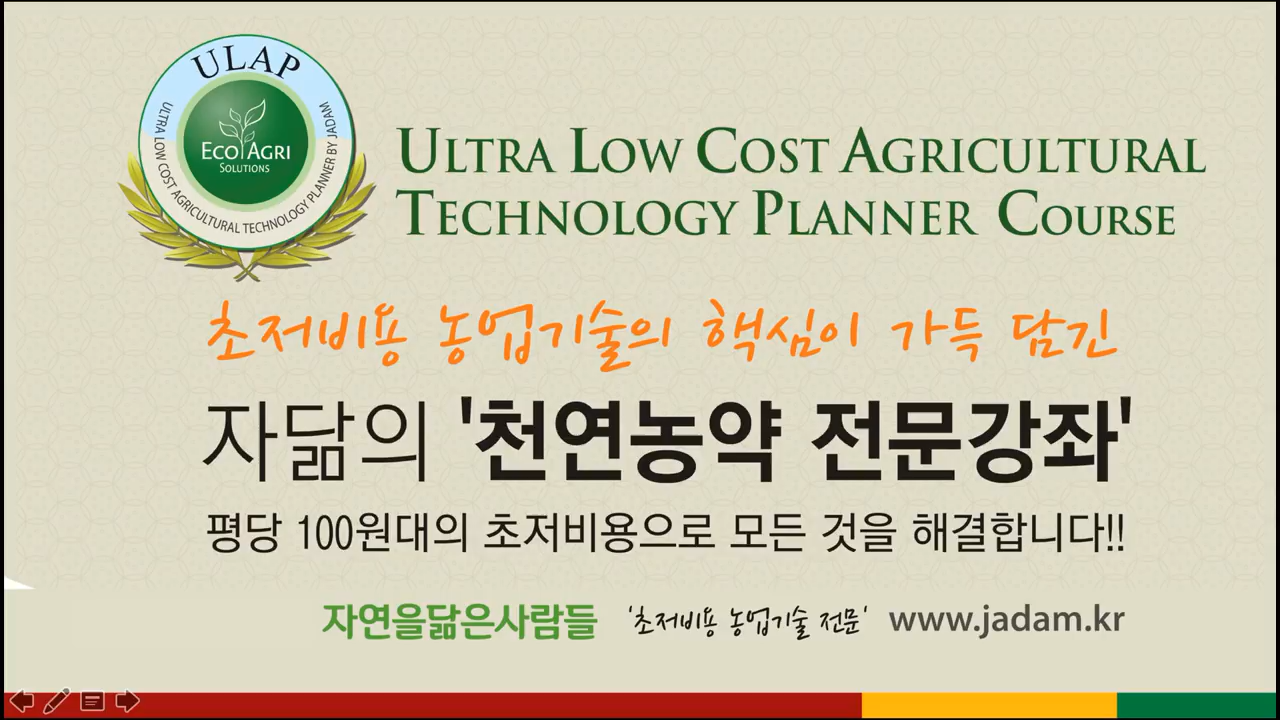 ULAP
ECO AGRI
SOLUTIONS
ULTRA LOW COST AGRICULTURAL TECHNOLOGY PLANNER BY JADAM
ULTRA LOW COST AGRICULTURAL
TECHNOLOGY PLANNER COURSE
초저비용 농업기술의 핵심이 가득 담긴
자닮의 '천연농약 전문강좌'
평당 100원대의 초저비용으로 모든 것을 해결합니다!!
자연을닮은사람들 '초저비용 농업기술 전문' www.jadam.kr